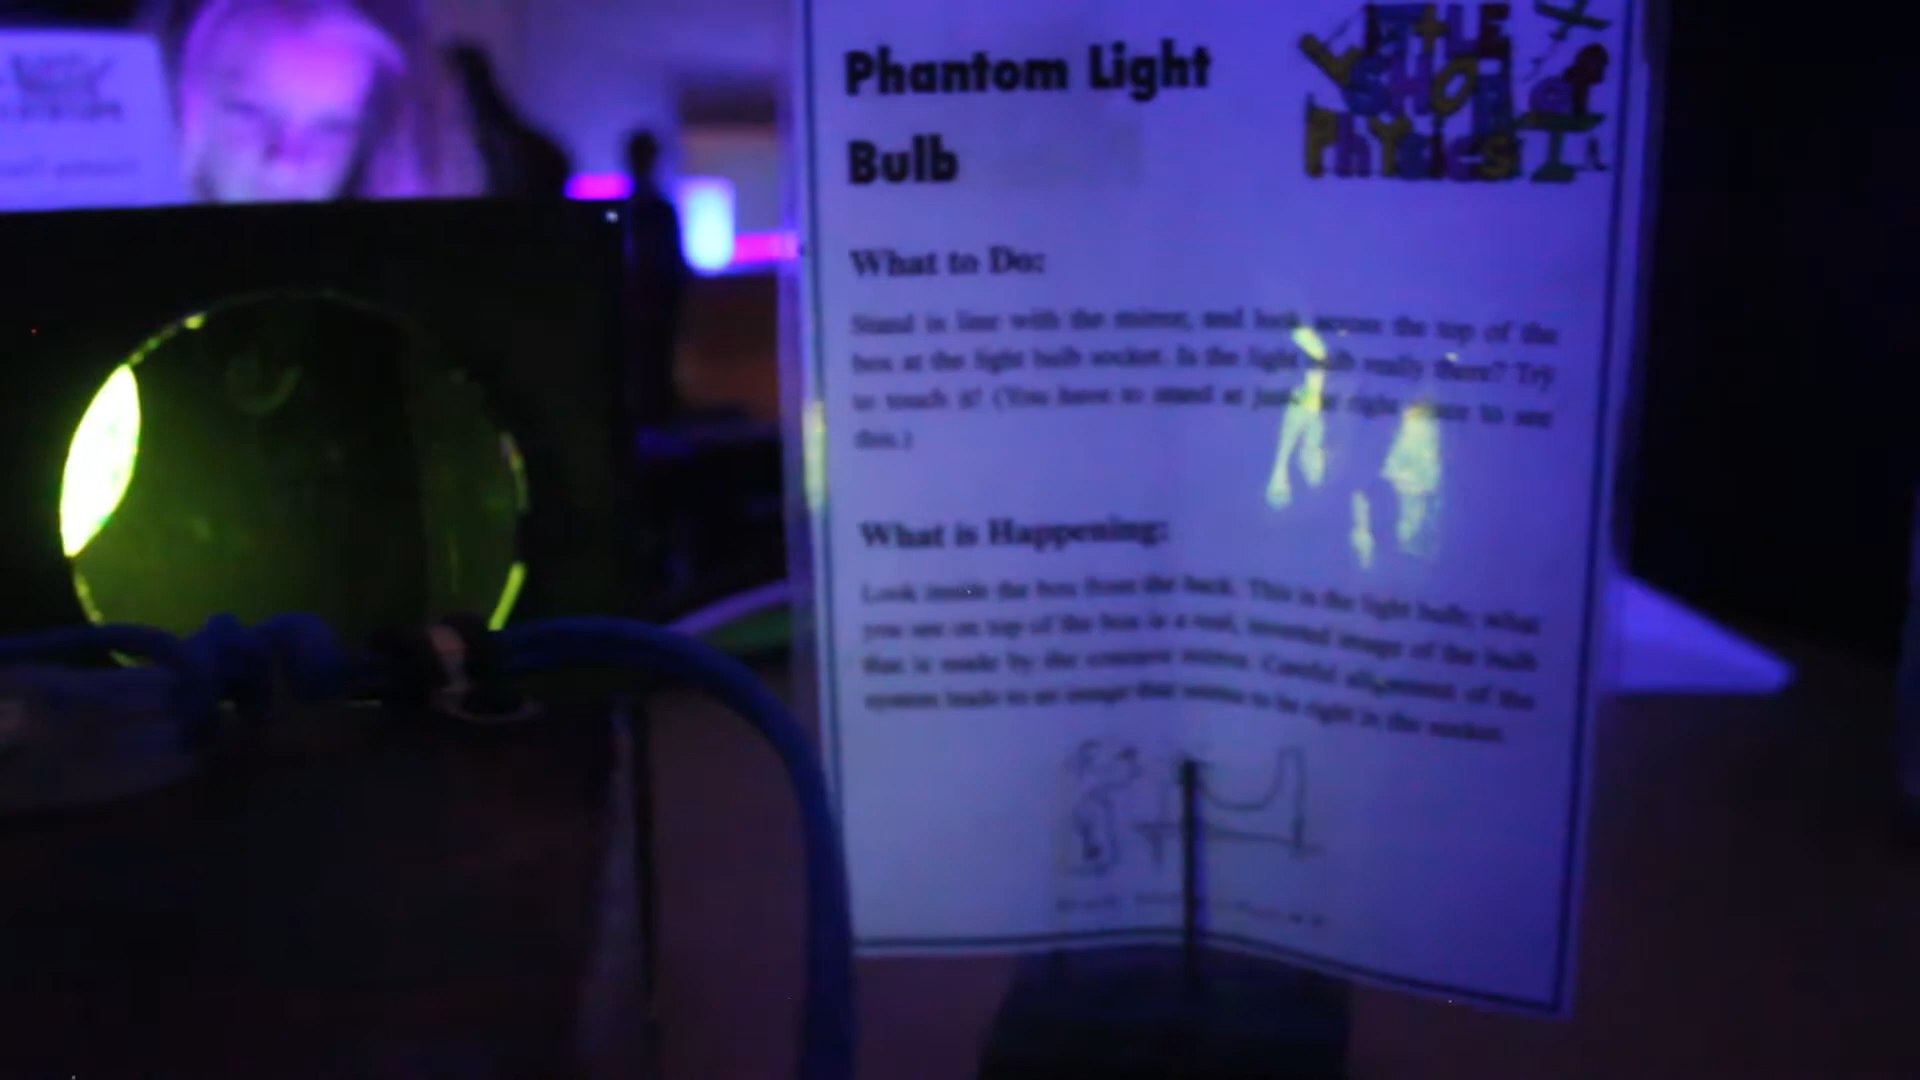 Phantom Light
Bulb
LITTLE
SHOP of
PhYsics
What to Do:
Stand in line with the mirror, and look across the top of the
box at the light bulb socket. Is the light bulb really there? Try
to touch it! (You have to stand at just the right place to see
this.)
What is Happening:
Look inside the box from the back. This is the light bulb; what
you see on top of the box is a real, inverted image of the bulb
that is made by the concave mirror. Careful alignment of the
system leads to an image that seems to be right in the socket.